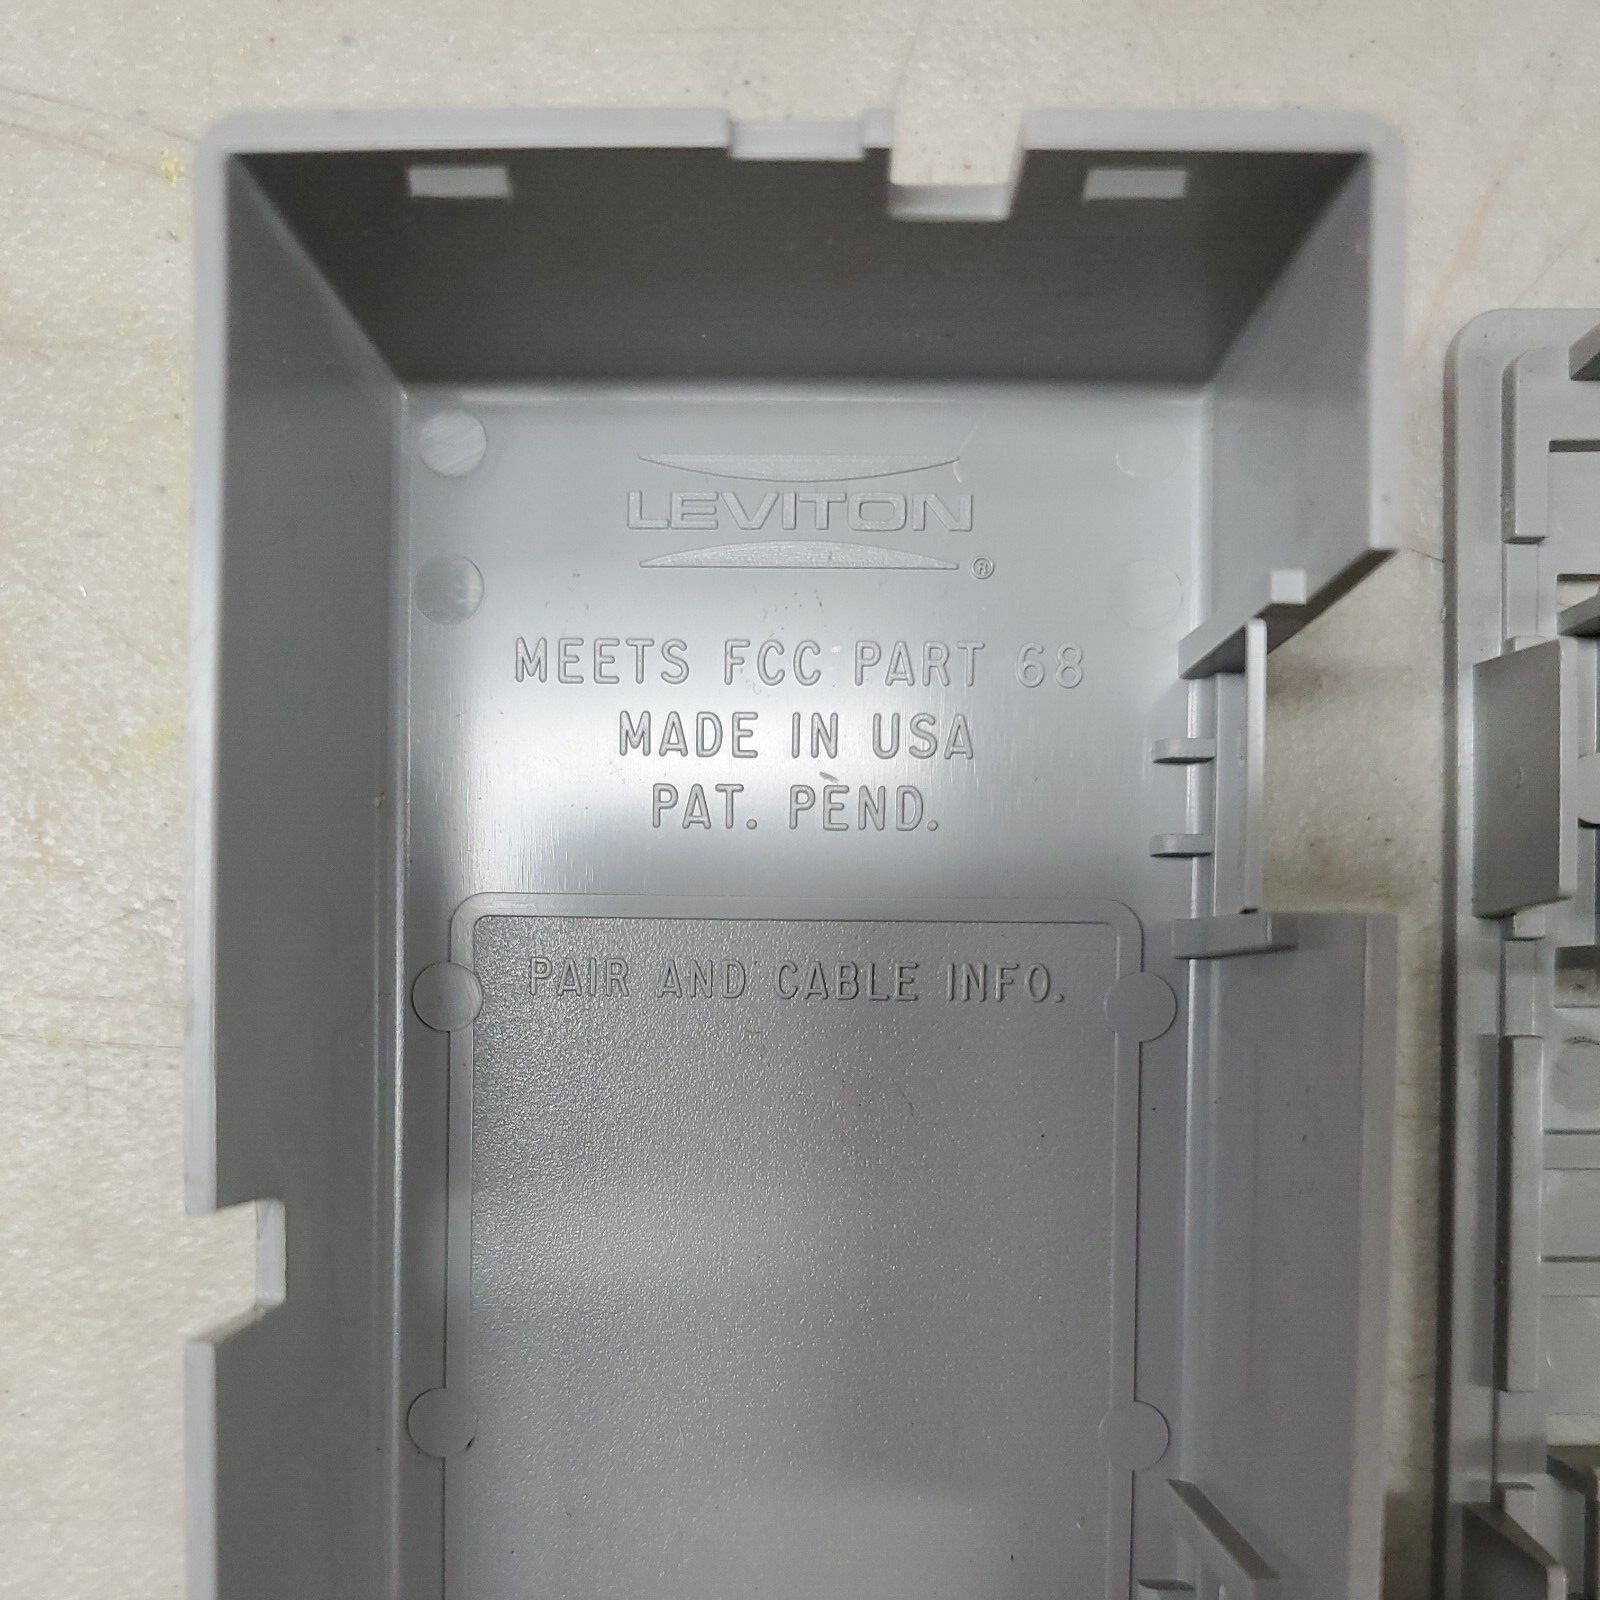 LEVITON
®
MEETS FCC PART 68
MADE IN USA
PAT. PEND.
PAIR AND CABLE INFO.